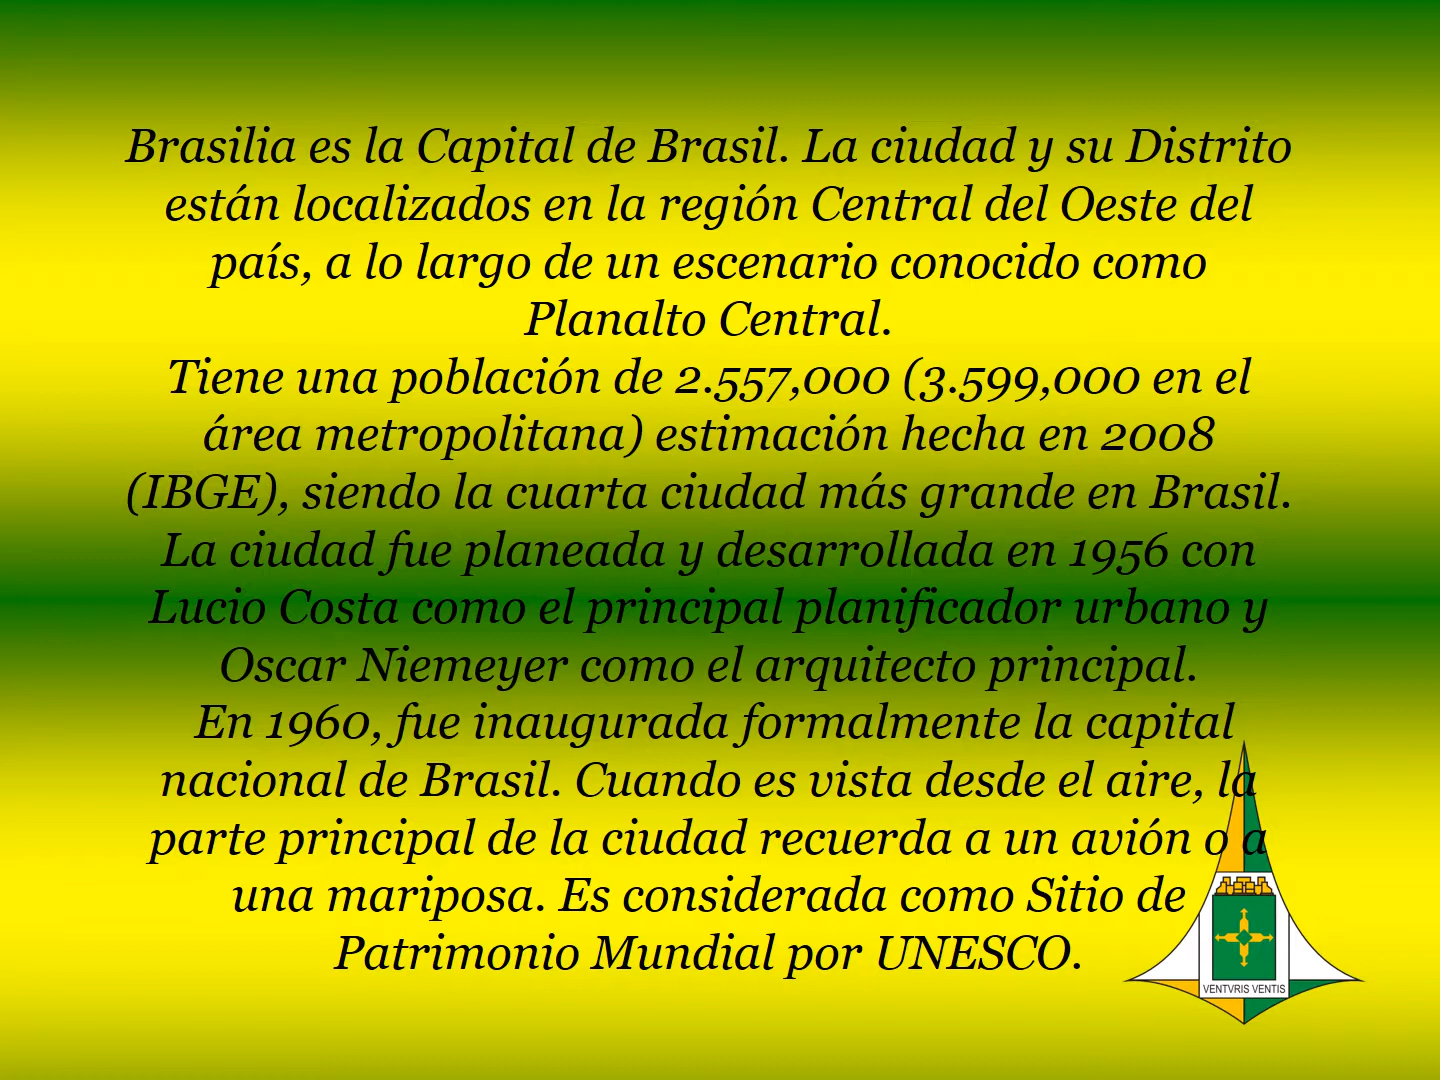 Brasilia es la Capital de Brasil. La ciudad y su Distrito
están localizados en la región Central del Oeste del
país, a lo largo de un escenario conocido como
Planalto Central.
Tiene una población de 2.557,000 (3.599,000 en el
área metropolitana) estimación hecha en 2008
(IBGE), siendo la cuarta ciudad más grande en Brasil.
La ciudad fue planeada y desarrollada en 1956 con
Lucio Costa como el principal planificador urbano y
Oscar Niemeyer como el arquitecto principal.
En 1960, fue inaugurada formalmente la capital
nacional de Brasil. Cuando es vista desde el aire, la
parte principal de la ciudad recuerda a un avión o a
una mariposa. Es considerada como Sitio de
Patrimonio Mundial por UNESCO.
VENTVRIS VENTIS